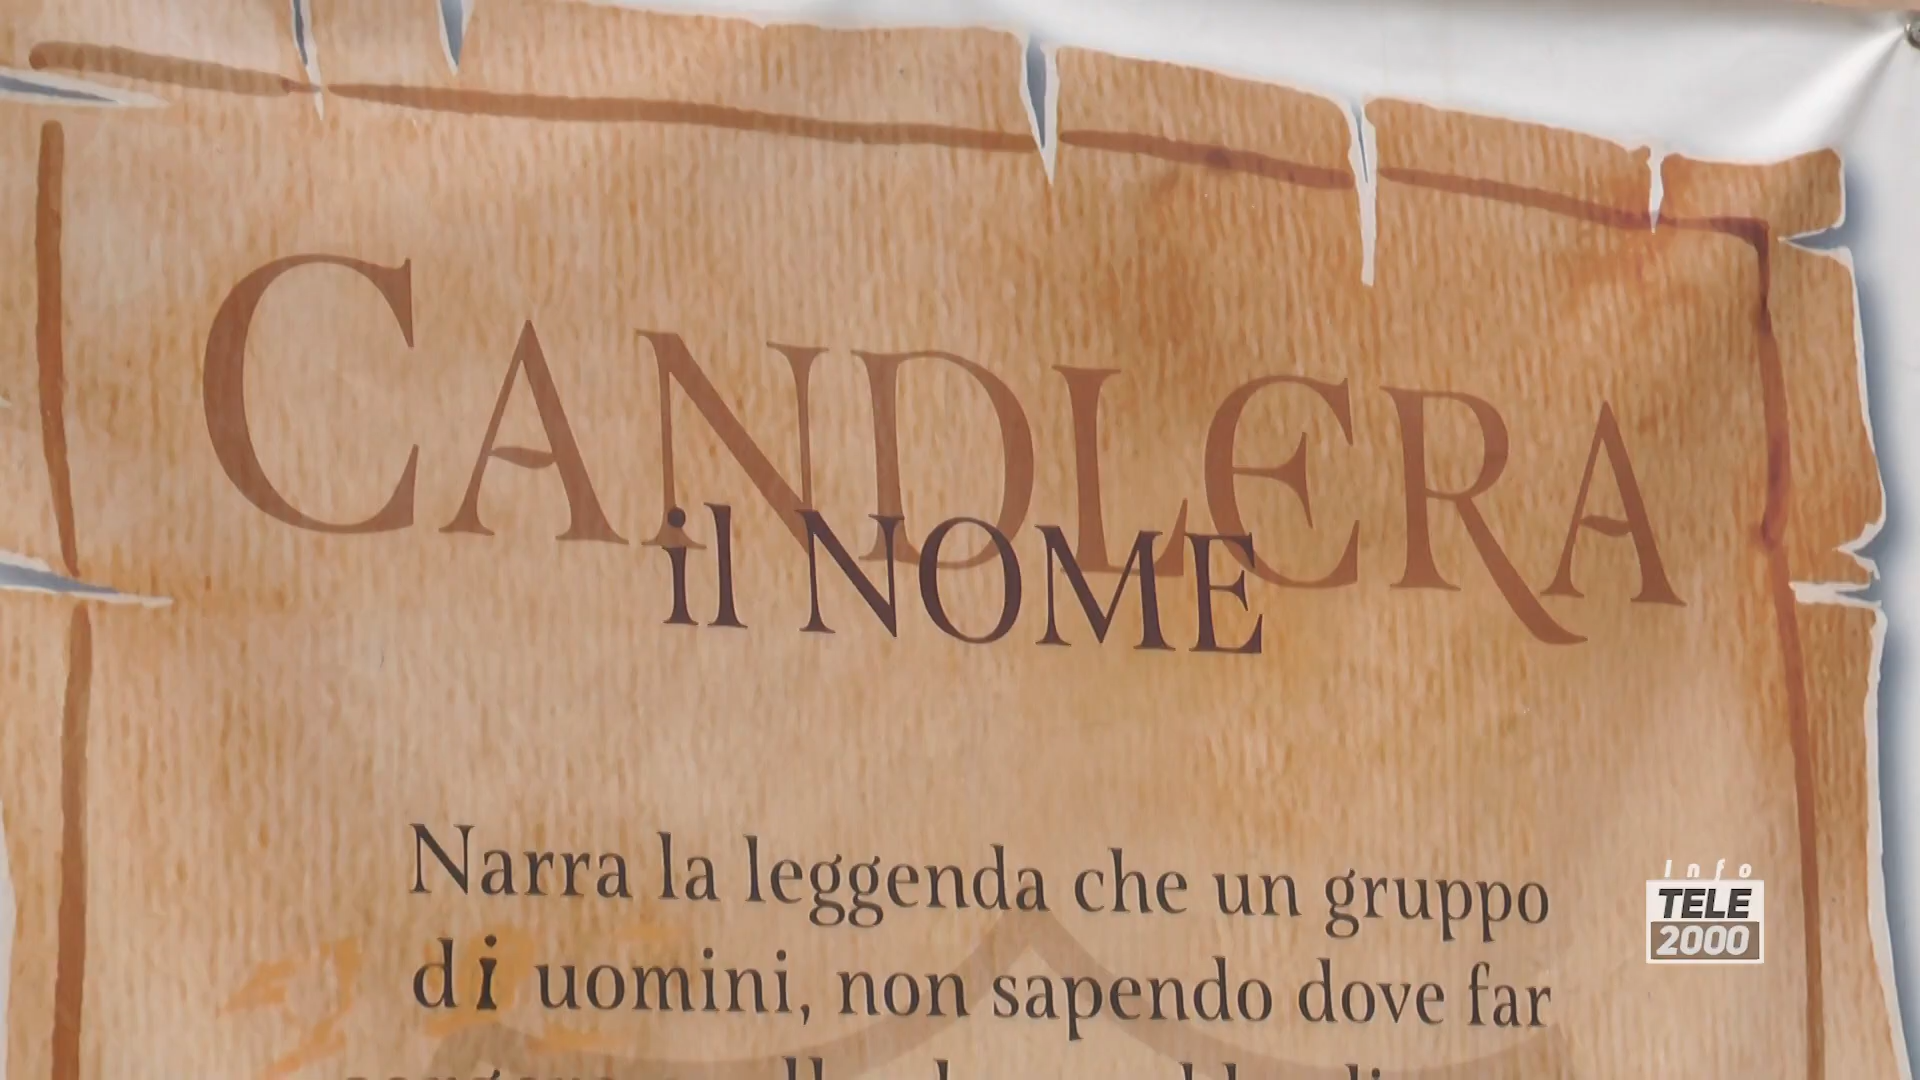 CANDLERA
il NOME
Narra la leggenda che un gruppo
di uomini, non sapendo dove far
Info
TELE
2000